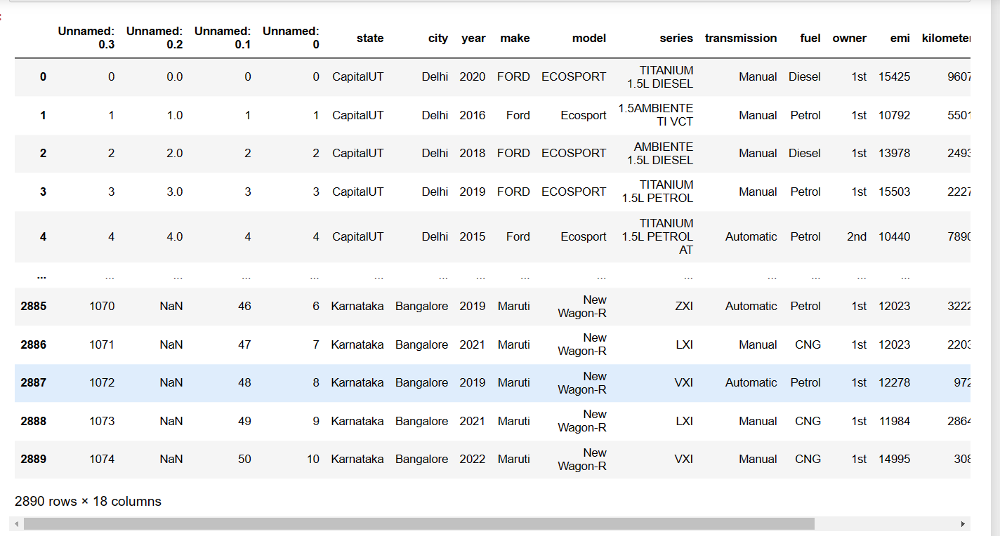 Unnamed: 0.3 Unnamed: 0.2 Unnamed: 0.1 Unnamed: 0 state city year make model series transmission fuel owner emi kilometer
0 0 0.0 0 0 CapitalUT Delhi 2020 FORD ECOSPORT TITANIUM 1.5L DIESEL Manual Diesel 1st 15425 9607
1 1 1.0 1 1 CapitalUT Delhi 2016 Ford Ecosport 1.5AMBIENTE TI VCT Manual Petrol 1st 10792 5501
2 2 2.0 2 2 CapitalUT Delhi 2018 FORD ECOSPORT AMBIENTE 1.5L DIESEL Manual Diesel 1st 13978 2493
3 3 3.0 3 3 CapitalUT Delhi 2019 FORD ECOSPORT TITANIUM 1.5L PETROL Manual Petrol 1st 15503 2227
4 4 4.0 4 4 CapitalUT Delhi 2015 Ford Ecosport TITANIUM 1.5L PETROL AT Automatic Petrol 2nd 10440 7890
... ... ... ... ... ... ... ... ... ... ... ... ... ... ...
2885 1070 NaN 46 6 Karnataka Bangalore 2019 Maruti New Wagon-R ZXI Automatic Petrol 1st 12023 3222
2886 1071 NaN 47 7 Karnataka Bangalore 2021 Maruti New Wagon-R LXI Manual CNG 1st 12023 2203
2887 1072 NaN 48 8 Karnataka Bangalore 2019 Maruti New Wagon-R VXI Automatic Petrol 1st 12278 972
2888 1073 NaN 49 9 Karnataka Bangalore 2021 Maruti New Wagon-R LXI Manual CNG 1st 11984 2864
2889 1074 NaN 50 10 Karnataka Bangalore 2022 Maruti New Wagon-R VXI Manual CNG 1st 14995 308
2890 rows × 18 columns